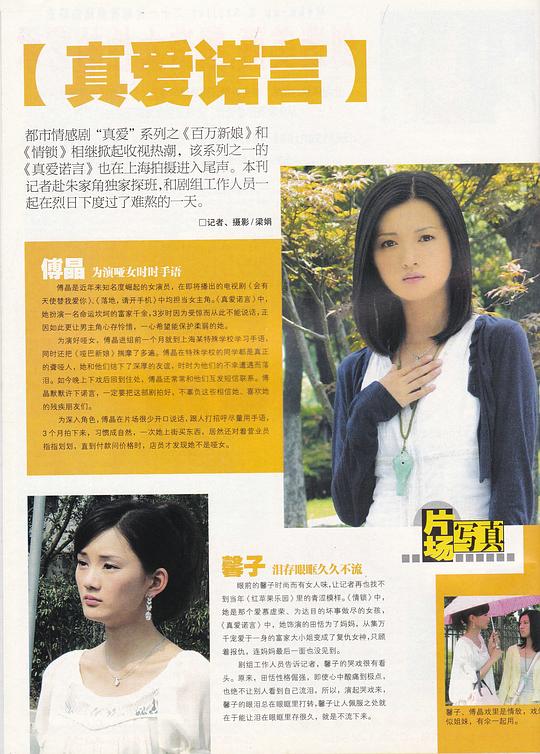 【真爱诺言】
都市情感剧“真爱”系列之《百万新娘》和
《情锁》相继掀起收视热潮，该系列之一的
《真爱诺言》也在上海拍摄进入尾声。本刊
记者赴朱家角独家探班，和剧组工作人员一
起在烈日下度过了难熬的一天。
□记者、摄影/梁娟
傅晶 为演哑女时时手语
傅晶是近年来知名度崛起的女演员，在即将播出的电视剧《会有
天使替我爱你》、《落地，请开手机》中均担当女主角。《真爱诺言》中，
她扮演一名命运坎坷的富家千金，3岁时因为受惊而从此不能说话，正
因如此更让男主角心存怜惜，一心希望能保护柔弱的她。
为演好哑女，傅晶进组前一个月就到上海某特殊学校学习手语，
同时还把《哑巴新娘》揣摩了多遍。傅晶在特殊学校的同学都是真正
的聋哑人，她和他们结下了深厚的友谊，时时为他们的不幸遭遇而落
泪。如今晚上下戏后回到住处，傅晶还常常和他们互发短信联系。傅
晶默默许下诺言，一定要把这部剧拍好，不辜负这些相信她、喜欢她
的残疾朋友们。
为深入角色，傅晶在片场很少开口说话，跟人打招呼尽量用手语，
3个月拍下来，习惯成自然，一次她上街买东西，居然还对着营业员
指指划划，直到付款问价格时，店员才发现她不是哑女。
片场写真
馨子 泪存眼眶久久不流
眼前的馨子时尚而有女人味，让记者再也找不
到当年《红苹果乐园》里的青涩模样。《情锁》中，
她是那个爱慕虚荣、为达目的坏事做尽的女孩，
《真爱诺言》中，她饰演的田恬为了妈妈，从集万
千宠爱于一身的富家大小姐变成了复仇女神，只顾
着报仇，连妈妈最后一面也没见到。
剧组工作人员告诉记者，馨子的哭戏很有看
头。原来，田恬性格倔强，即使心中酸痛到极点，
也绝不让别人看到自己流泪，所以，演起哭戏来，
馨子的眼泪总在眼眶里打转，馨子让人佩服之处就
在于能让泪在眼眶里存很久，就是不流下来。
馨子、傅晶戏里是情敌，戏
似姐妹，有伞一起用。